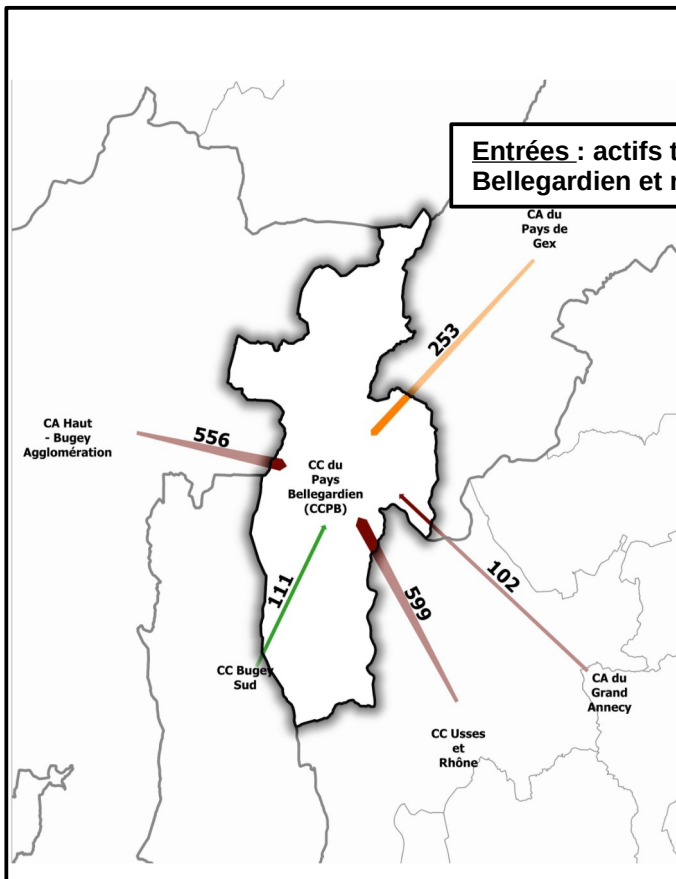 Entrées : actifs t
Bellegardien et r
CA du
Pays de
Gex
253
CA Haut
- Bugey
Agglomération
556
CC du
Pays
Bellegardien
(CCPB)
111
599
102
CC Bugey
Sud
CA du
Grand
Annecy
CC Usses
et
Rhône